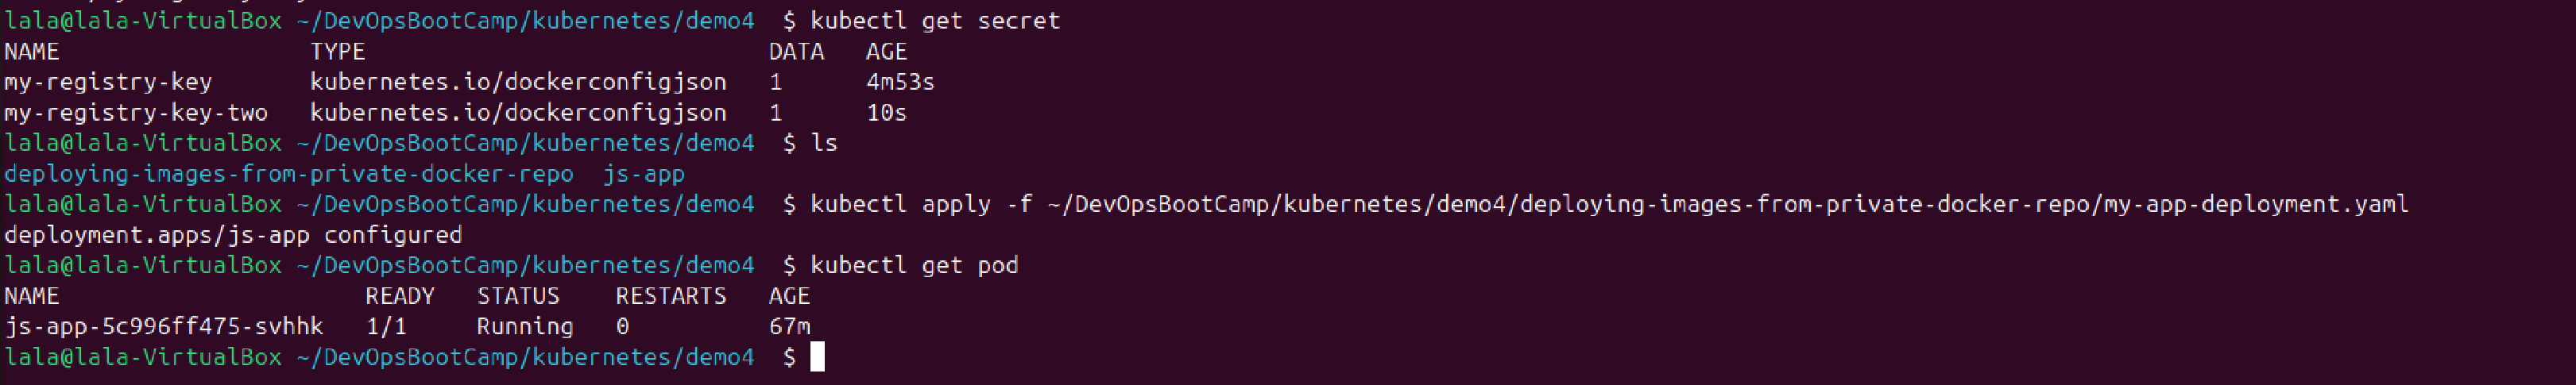 lala@lala-VirtualBox ~/DevOpsBootCamp/kubernetes/demo4  $ kubectl get secret
NAME                  TYPE                             DATA   AGE
my-registry-key       kubernetes.io/dockerconfigjson   1      4m53s
my-registry-key-two   kubernetes.io/dockerconfigjson   1      10s
lala@lala-VirtualBox ~/DevOpsBootCamp/kubernetes/demo4  $ ls
deploying-images-from-private-docker-repo  js-app
lala@lala-VirtualBox ~/DevOpsBootCamp/kubernetes/demo4  $ kubectl apply -f ~/DevOpsBootCamp/kubernetes/demo4/deploying-images-from-private-docker-repo/my-app-deployment.yaml
deployment.apps/js-app configured
lala@lala-VirtualBox ~/DevOpsBootCamp/kubernetes/demo4  $ kubectl get pod
NAME                      READY   STATUS    RESTARTS   AGE
js-app-5c996ff475-svhhk   1/1     Running   0          67m
lala@lala-VirtualBox ~/DevOpsBootCamp/kubernetes/demo4  $